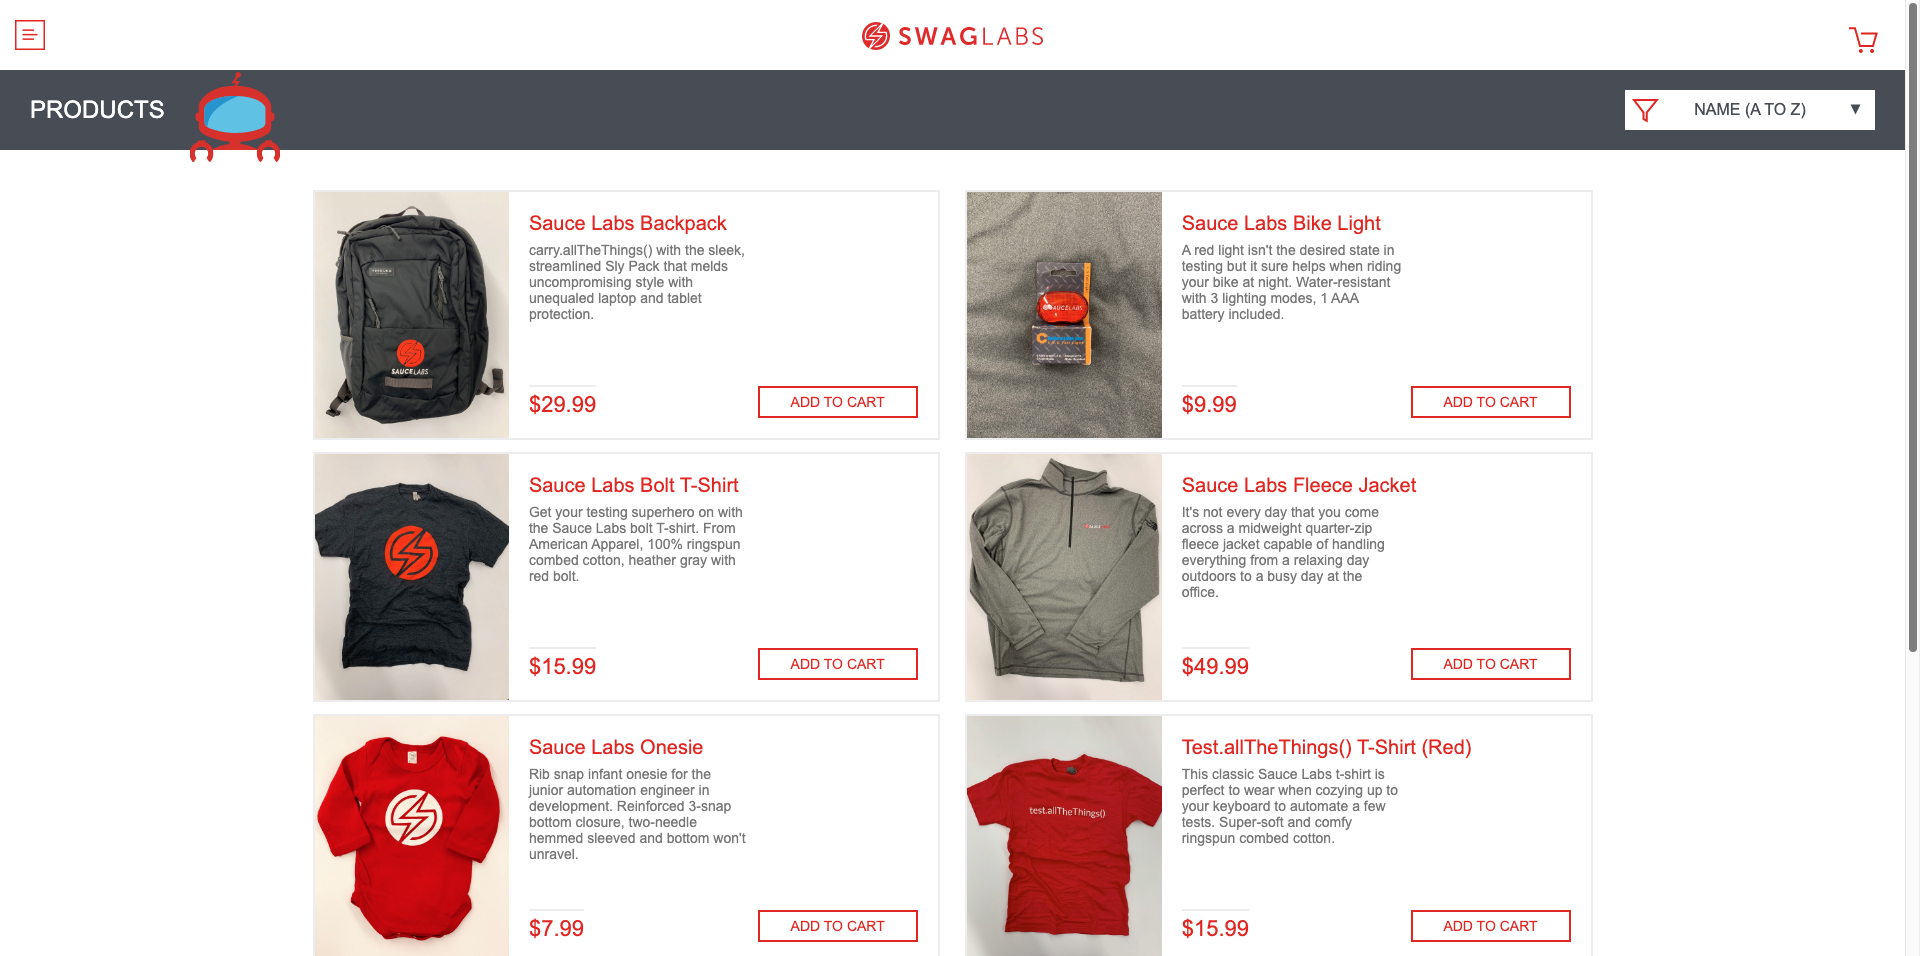 SWAGLABS
PRODUCTS
NAME (A TO Z)
Sauce Labs Backpack
carry.allTheThings() with the sleek,
streamlined Sly Pack that melds
uncompromising style with
unequaled laptop and tablet
protection.
$29.99
ADD TO CART
SAUCELABS
Sauce Labs Bike Light
A red light isn't the desired state in
testing but it sure helps when riding
your bike at night. Water-resistant
with 3 lighting modes, 1 AAA
battery included.
$9.99
ADD TO CART
SAUCELABS
Sauce Labs Bolt T-Shirt
Get your testing superhero on with
the Sauce Labs bolt T-shirt. From
American Apparel, 100% ringspun
combed cotton, heather gray with
red bolt.
$15.99
ADD TO CART
Sauce Labs Fleece Jacket
It's not every day that you come
across a midweight quarter-zip
fleece jacket capable of handling
everything from a relaxing day
outdoors to a busy day at the
office.
$49.99
ADD TO CART
Sauce Labs Onesie
Rib snap infant onesie for the
junior automation engineer in
development. Reinforced 3-snap
bottom closure, two-needle
hemmed sleeved and bottom won't
unravel.
$7.99
ADD TO CART
test.allTheThings()
Test.allTheThings() T-Shirt (Red)
This classic Sauce Labs t-shirt is
perfect to wear when cozying up to
your keyboard to automate a few
tests. Super-soft and comfy
ringspun combed cotton.
$15.99
ADD TO CART